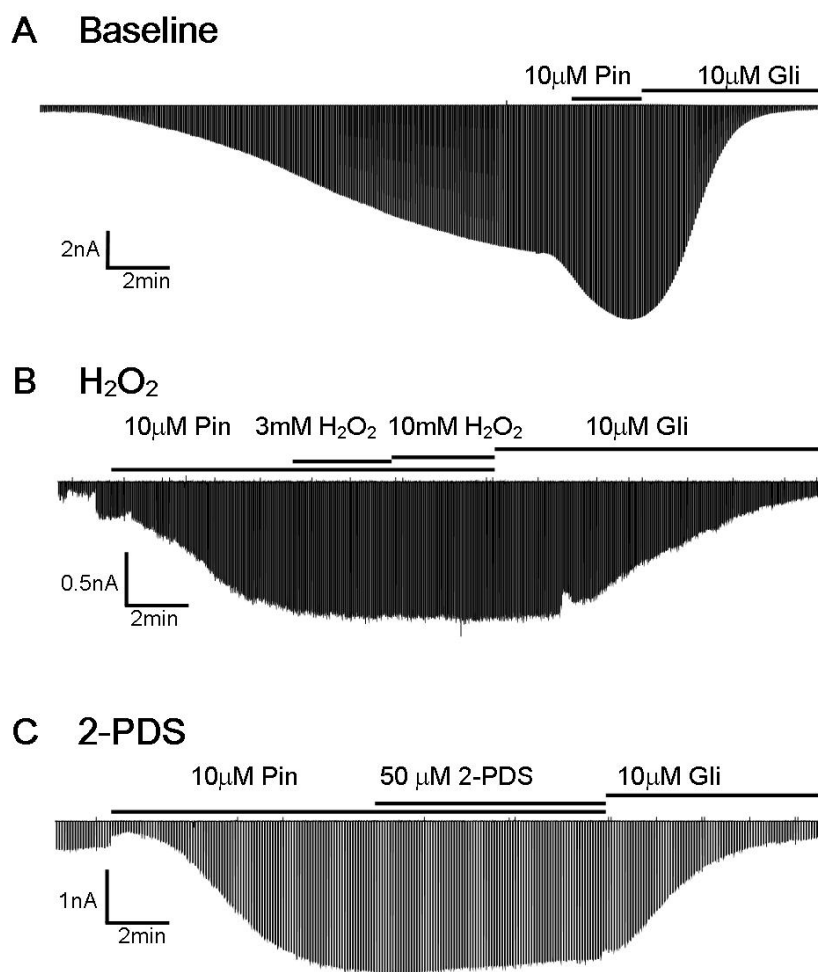 A Baseline
10μM Pin 10μM Gli
2nA
2min
B H₂O₂
10μM Pin 3mM H₂O₂ 10mM H₂O₂ 10μM Gli
0.5nA
2min
C 2-PDS
10μM Pin 50 μM 2-PDS 10μM Gli
1nA
2min